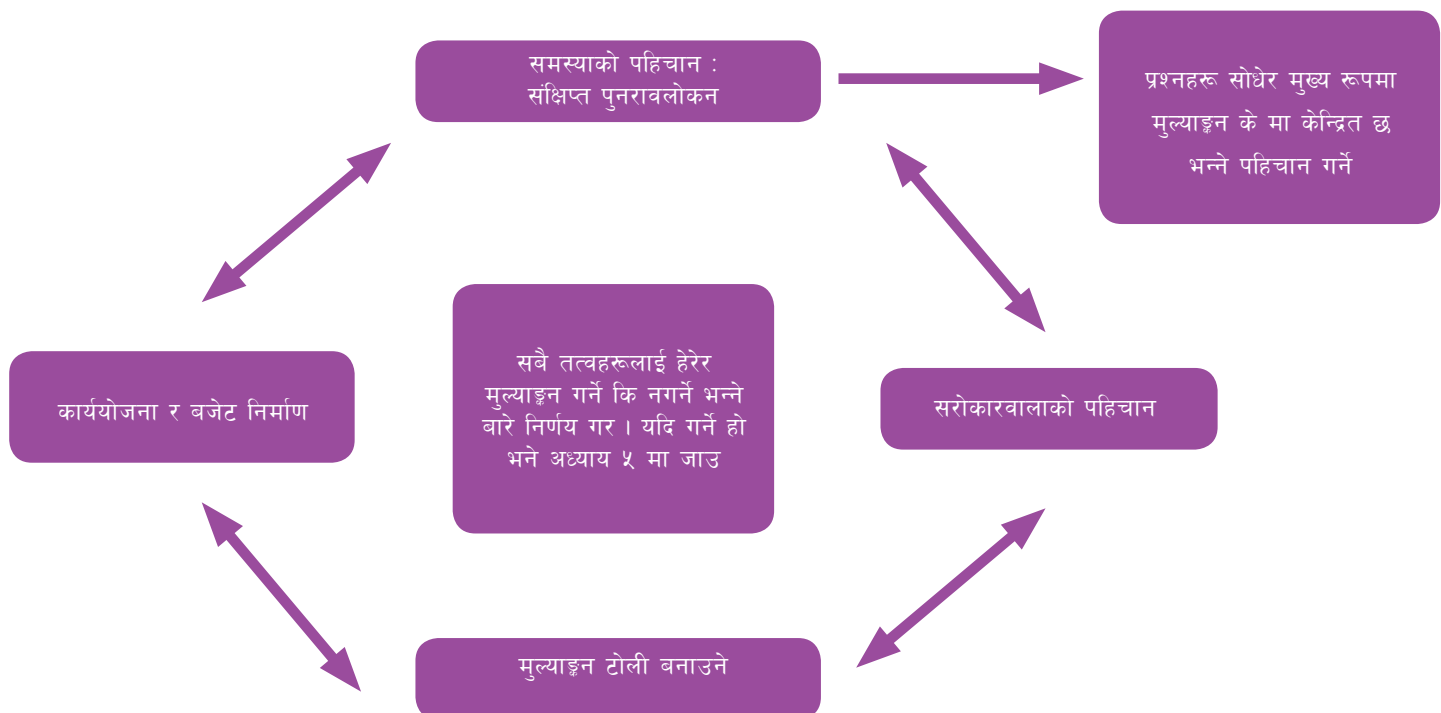 समस्याको पहिचान :
संक्षिप्त पुनरावलोकन
प्रश्नहरू सोधेर मुख्य रूपमा
मुल्याङ्कन के मा केन्द्रित छ
भन्ने पहिचान गर्ने
सबै तत्वहरूलाई हेरेर
मुल्याङ्कन गर्ने कि नगर्ने भन्ने
बारे निर्णय गर । यदि गर्ने हो
भने अध्याय ५ मा जाउ
कार्ययोजना र बजेट निर्माण
सरोकारवालाको पहिचान
मुल्याङ्कन टोली बनाउने